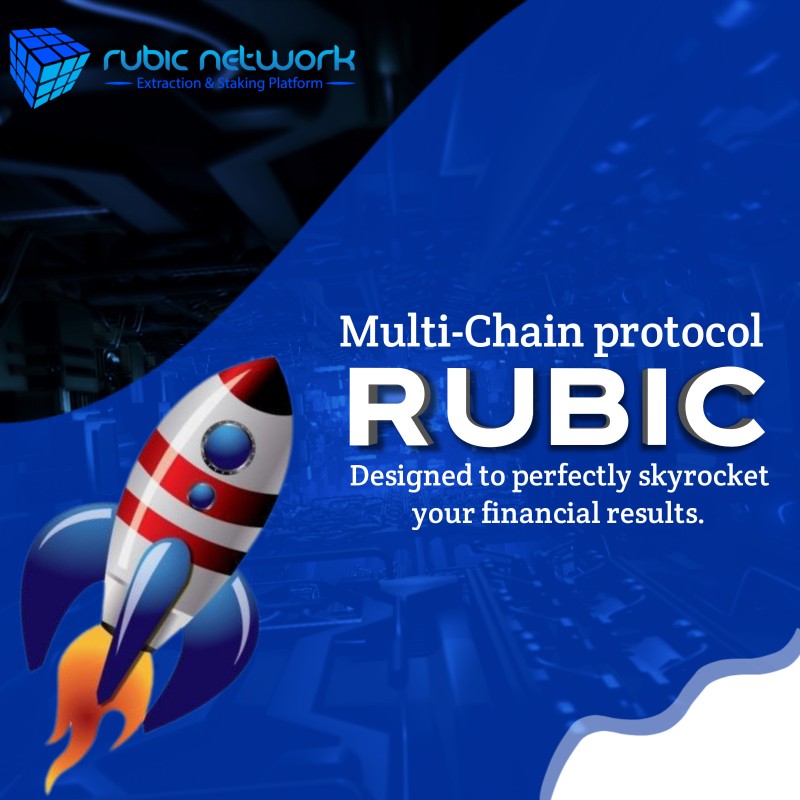 rubic network
Extraction & Staking Platform
Multi-Chain protocol
RUBIC
Designed to perfectly skyrocket
your financial results.